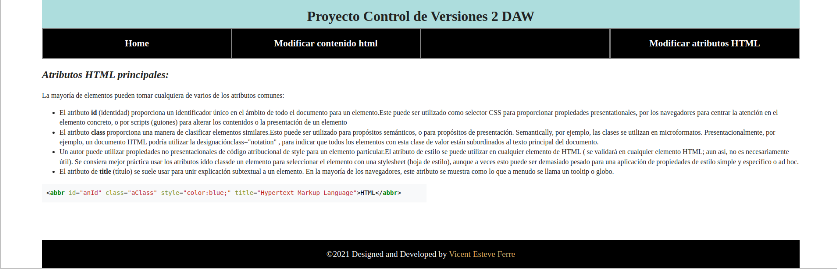 Proyecto Control de Versiones 2 DAW
Home
Modificar contenido html
Modificar atributos HTML
Atributos HTML principales:
La mayoría de elementos pueden tomar cualquiera de varios de los atributos comunes:
El atributo id (identidad) proporciona un identificador único en el ámbito de todo el documento para un elemento.Este puede ser utilizado como selector CSS para proporcionar propiedades presentacionales, por los navegadores para centrar la atención en el
elemento concreto, o por scripts (guiones) para alterar los contenidos o la presentación de un elemento
El atributo class proporciona una manera de clasificar elementos similares.Esto puede ser utilizado para propósitos semánticos, o para propósitos de presentación. Semantically, por ejemplo, las clases se utilizan en microformatos. Presentacionalmente, por
ejemplo, un documento HTML podría utilizar la designaciónclass="notation" , para indicar que todos los elementos con esta clase de valor están subordinados al texto principal del documento.
Un autor puede utilizar propiedades no presentacionales de código atribucional de style para un elemento particular.El atributo de estilo se puede utilizar en cualquier elemento de HTML ( se validará en cualquier elemento HTML; aun así, no es necesariamente
útil). Se consiera mejor práctica usar los atributos iddo classde un elemento para seleccionar el elemento con una stylesheet (hoja de estilo), aunque a veces esto puede ser demasiado pesado para una aplicación de propiedades de estilo simple y específico o ad hoc.
El atributo de title (título) se suele usar para unir explicación subtextual a un elemento. En la mayoría de los navegadores, este atributo se muestra como lo que a menudo se llama un tooltip o globo.
<abbr id="anId" class="aClass" style="color:blue;" title="Hypertext Markup Language">HTML</abbr>
©2021 Designed and Developed by Vicent Esteve Ferre